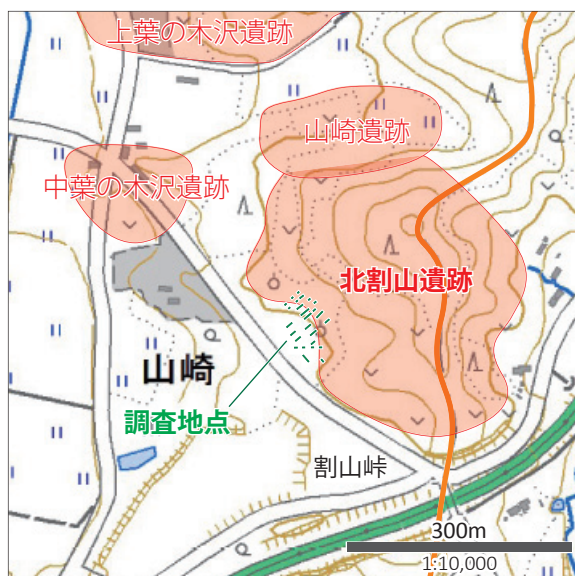 上葉の木沢遺跡
山崎遺跡
中葉の木沢遺跡
北割山遺跡
山崎
調査地点
割山峠
300m
1:10,000